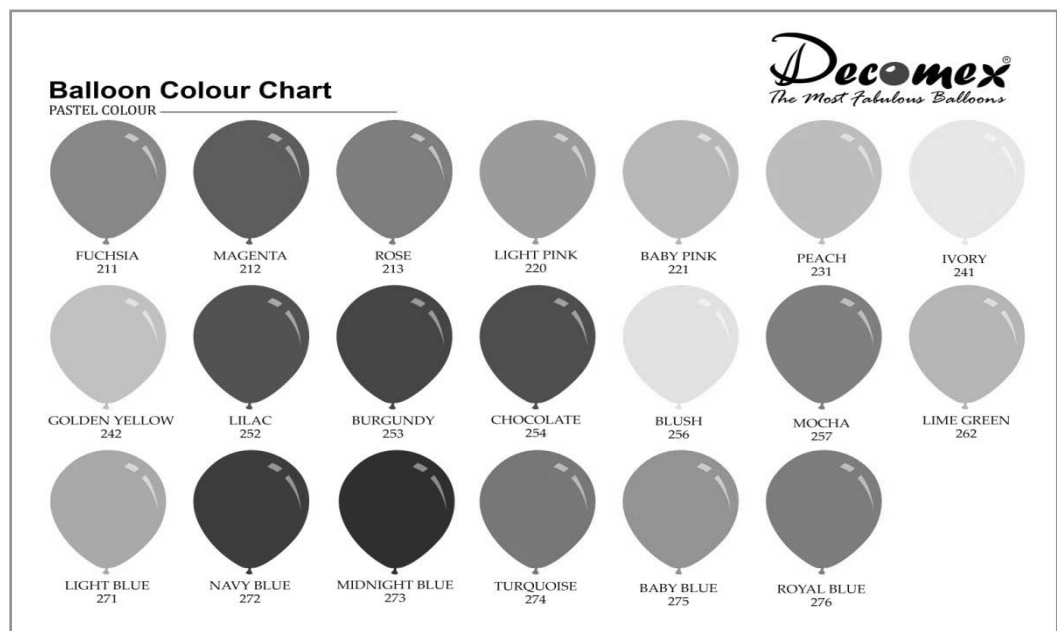 Decomex®
The Most Fabulous Balloons
Balloon Colour Chart
PASTEL COLOUR
FUCHSIA MAGENTA ROSE LIGHT PINK BABY PINK PEACH IVORY
211 212 213 220 221 231 241
GOLDEN YELLOW LILAC BURGUNDY CHOCOLATE BLUSH MOCHA LIME GREEN
242 252 253 254 256 257 262
LIGHT BLUE NAVY BLUE MIDNIGHT BLUE TURQUOISE BABY BLUE ROYAL BLUE
271 272 273 274 275 276